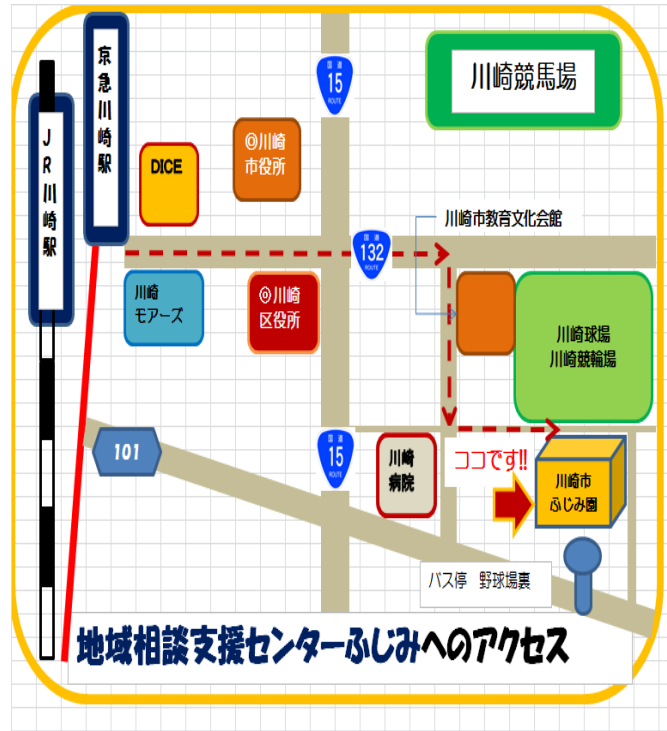 京急川崎駅
JR川崎駅
国道
15
ROUTE
川崎競馬場
DICE
◎川崎
市役所
川崎市教育文化会館
国道
132
ROUTE
川崎
モアーズ
◎川崎
区役所
川崎球場
川崎競輪場
101
国道
15
ROUTE
川崎
病院
ココです!!
川崎市
ふじみ園
バス停 野球場裏
地域相談支援センターふじみへのアクセス